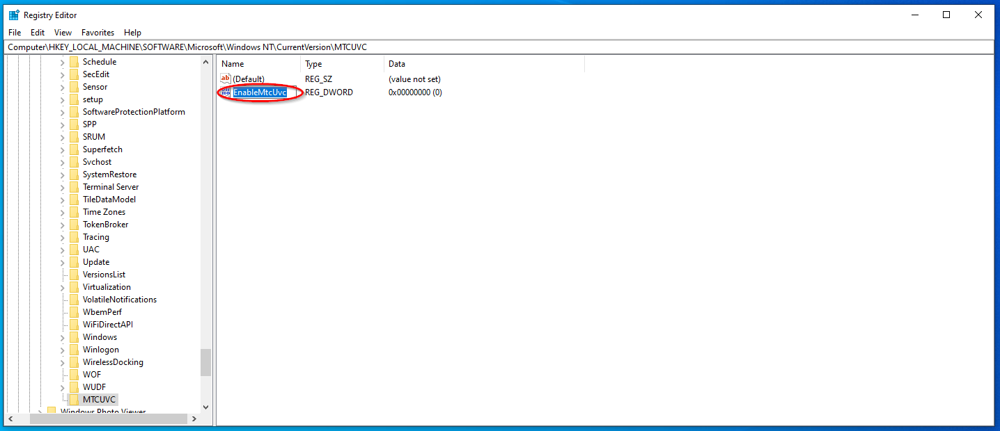 Registry Editor
File Edit View Favorites Help
Computer\HKEY_LOCAL_MACHINE\SOFTWARE\Microsoft\Windows NT\CurrentVersion\MTCUVC
Schedule
SecEdit
Sensor
setup
SoftwareProtectionPlatform
SPP
SRUM
Superfetch
Svchost
SystemRestore
Terminal Server
TileDataModel
Time Zones
TokenBroker
Tracing
UAC
Update
VersionsList
Virtualization
VolatileNotifications
WbemPerf
WiFiDirectAPI
Windows
Winlogon
WirelessDocking
WOF
WUDF
MTCUVC
Windows Photo Viewer
Name Type Data
ab (Default) REG_SZ (value not set)
EnableMtcUvc REG_DWORD 0x00000000 (0)